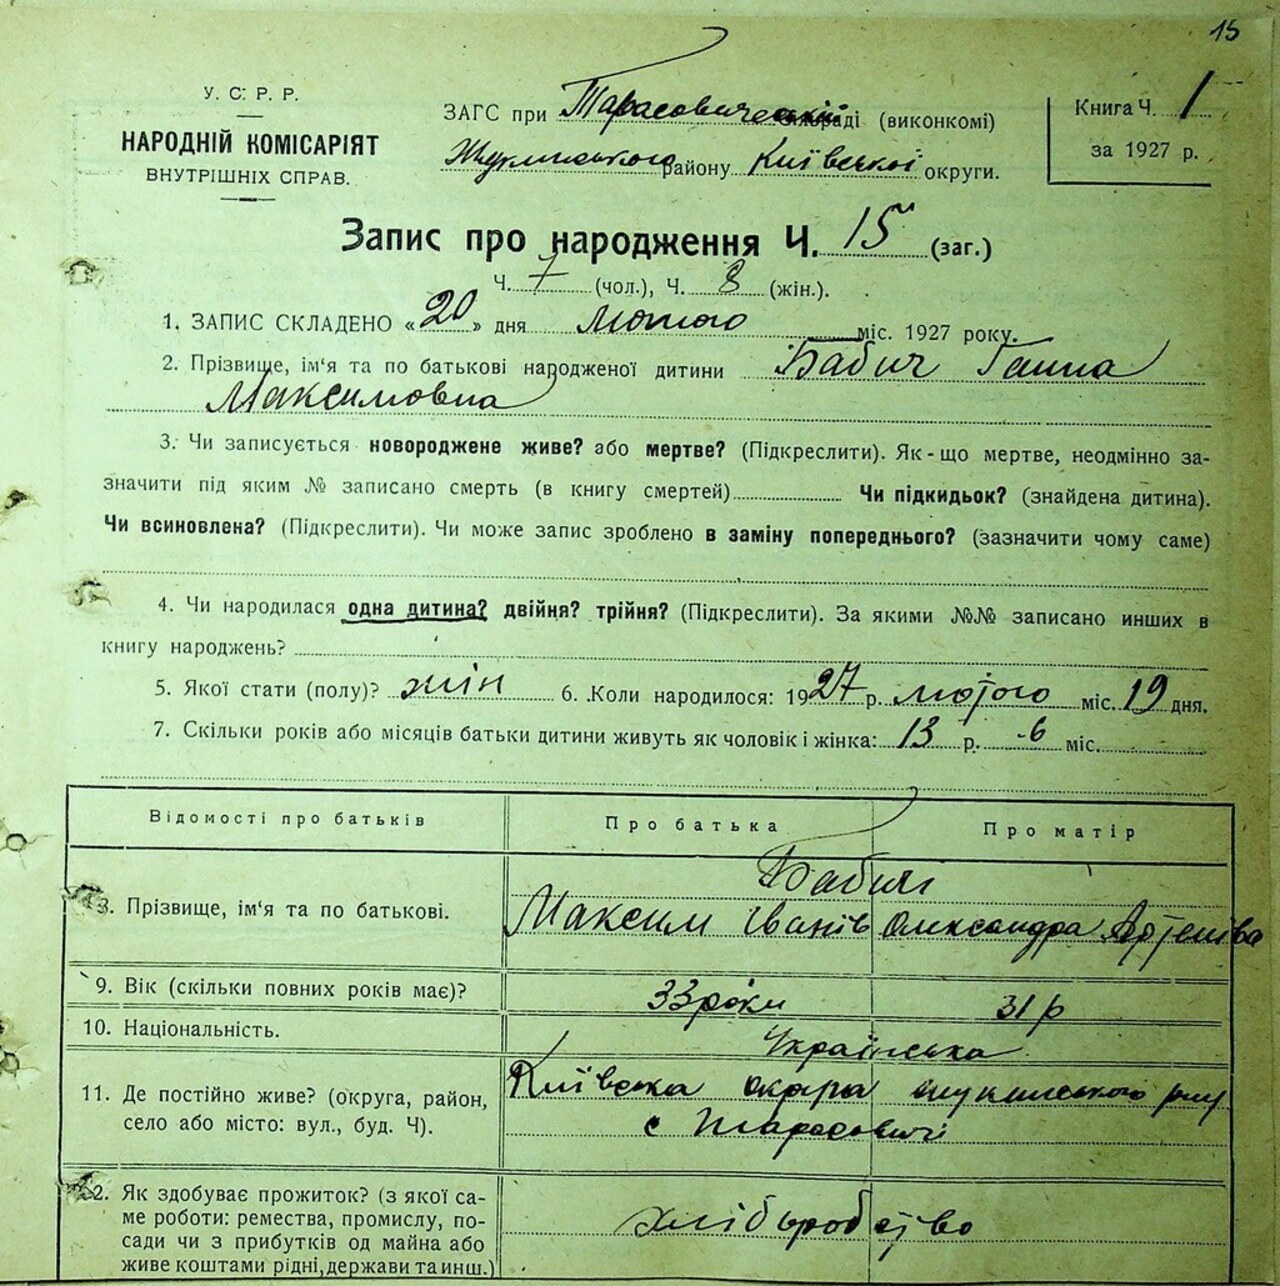 15
У. С. Р. Р.
НАРОДНІЙ КОМІСАРІЯТ
ВНУТРІШНІХ СПРАВ.
ЗАГС при Тарасовичеській сільраді (виконкомі)
району Київської округи.
Книга Ч. 1
за 1927 р.
Запис про народження Ч. 15 (заг.)
Ч. 7 (чол.), Ч. 8 (жін.).
1. ЗАПИС СКЛАДЕНО «20» дня лютого міс. 1927 року.
2. Прізвище, ім'я та по батькові народженої дитини Бабич Ганна
Максимовна
3. Чи записується новороджене живе? або мертве? (Підкреслити). Як-що мертве, неодмінно за-
значити під яким № записано смерть (в книгу смертей) Чи підкидьок? (знайдена дитина).
Чи всиновлена? (Підкреслити). Чи може запис зроблено в заміну попереднього? (зазначити чому саме)
4. Чи народилася одна дитина? двійня? трійня? (Підкреслити). За якими №№ записано инших в
книгу народжень?
5. Якої стати (полу)? жін 6. Коли народилося: 1927 р. лютого міс. 19 дня.
7. Скільки років або місяців батьки дитини живуть як чоловік і жінка: 13 р. 6 міс.
Відомості про батьків Про батька Про матір
Бабичі
8. Прізвище, ім'я та по батькові. Максим Іванів Олександра Артемівa
9. Вік (скільки повних років має)? 33 роки 31 р
10. Національність. Українська
11. Де постійно живе? (округа, район, Київська округа
село або місто: вул., буд. Ч). с Тарасовичі
12. Як здобуває прожиток? (з якої са-
ме роботи: ремества, промислу, по- хліборобство
сади чи з прибутків од майна або
живе коштами рідні, держави та инш.)